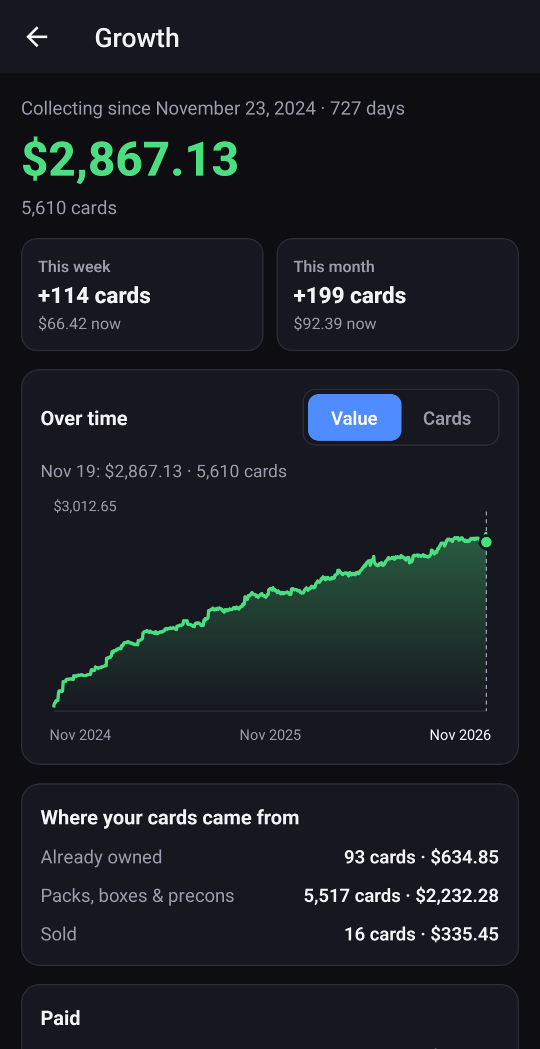 Growth
Collecting since November 23, 2024 · 727 days
$2,867.13
5,610 cards
This week
+114 cards
$66.42 now
This month
+199 cards
$92.39 now
Over time
Value
Cards
Nov 19: $2,867.13 · 5,610 cards
$3,012.65
Nov 2024
Nov 2025
Nov 2026
Where your cards came from
Already owned
93 cards · $634.85
Packs, boxes & precons
5,517 cards · $2,232.28
Sold
16 cards · $335.45
Paid